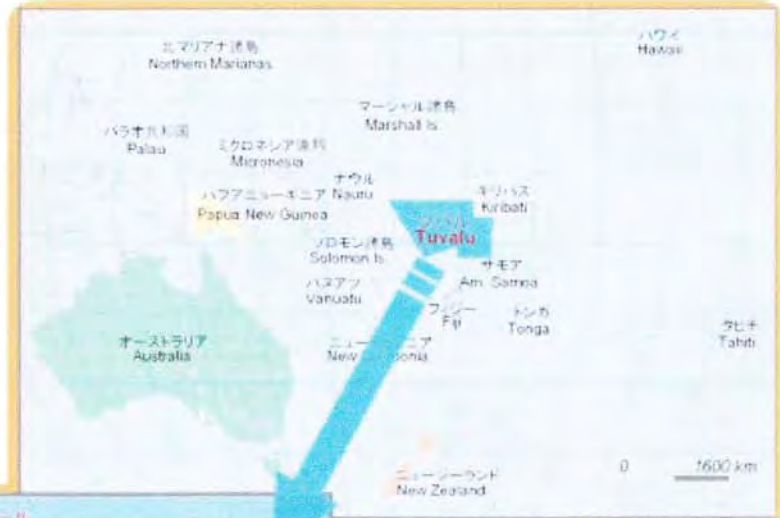 北マリアナ諸島
Northern Marianas
ハワイ
Hawaii
マーシャル諸島
Marshall Is.
パラオ共和国
Palau
ミクロネシア連邦
Micronesia
ナウル
Nauru
キリバス
Kiribati
パプアニューギニア
Papua New Guinea
ツバル
Tuvalu
ソロモン諸島
Solomon Is.
サモア
Am. Samoa
バヌアツ
Vanuatu
フィジー
Fiji
トンガ
Tonga
タヒチ
Tahiti
オーストラリア
Australia
0 1600 km
ニュージーランド
New Zealand